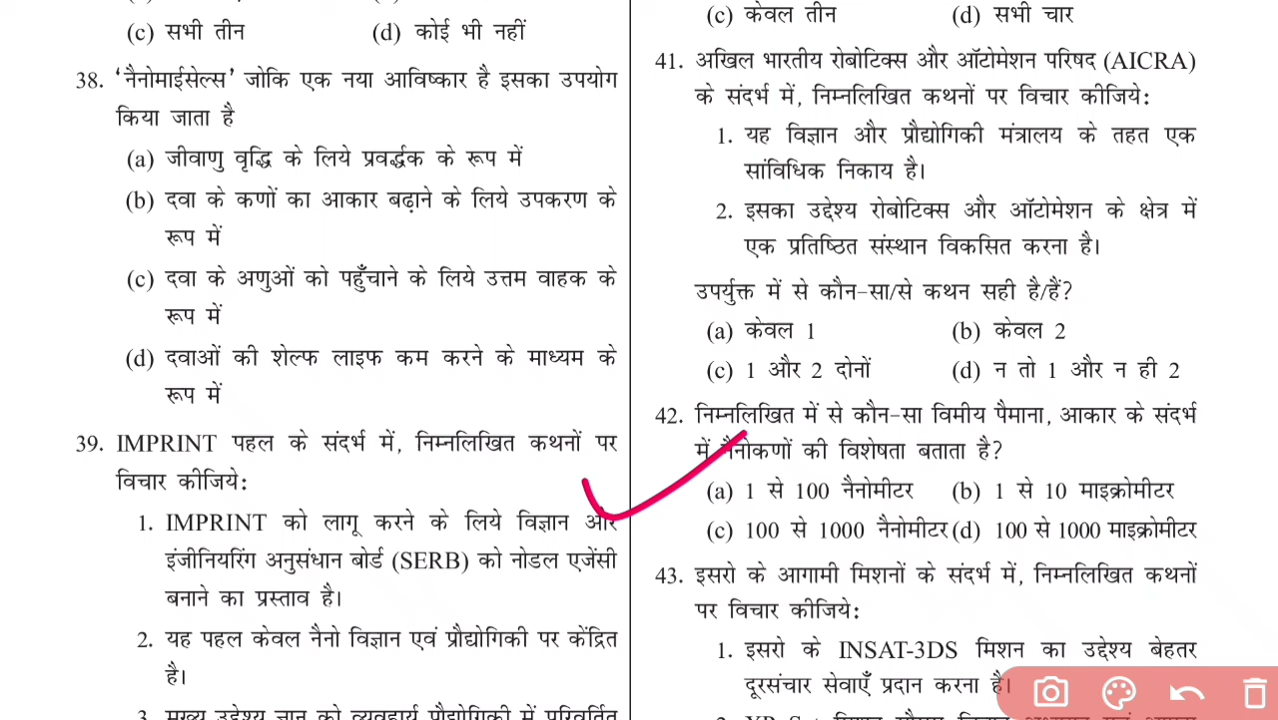 (c) सभी तीन (d) कोई भी नहीं
38. ‘नैनोमाईसेल्स’ जोकि एक नया आविष्कार है इसका उपयोग
किया जाता है
(a) जीवाणु वृद्धि के लिये प्रवर्द्धक के रूप में
(b) दवा के कणों का आकार बढ़ाने के लिये उपकरण के
रूप में
(c) दवा के अणुओं को पहुँचाने के लिये उत्तम वाहक के
रूप में
(d) दवाओं की शेल्फ लाइफ कम करने के माध्यम के
रूप में
39. IMPRINT पहल के संदर्भ में, निम्नलिखित कथनों पर
विचार कीजिये:
1. IMPRINT को लागू करने के लिये विज्ञान और
इंजीनियरिंग अनुसंधान बोर्ड (SERB) को नोडल एजेंसी
बनाने का प्रस्ताव है।
2. यह पहल केवल नैनो विज्ञान एवं प्रौद्योगिकी पर केंद्रित
है।
3. मुख्य उद्देश्य ज्ञान को व्यवहार्य प्रौद्योगिकी में परिवर्तित
(c) केवल तीन (d) सभी चार
41. अखिल भारतीय रोबोटिक्स और ऑटोमेशन परिषद (AICRA)
के संदर्भ में, निम्नलिखित कथनों पर विचार कीजिये:
1. यह विज्ञान और प्रौद्योगिकी मंत्रालय के तहत एक
सांविधिक निकाय है।
2. इसका उद्देश्य रोबोटिक्स और ऑटोमेशन के क्षेत्र में
एक प्रतिष्ठित संस्थान विकसित करना है।
उपर्युक्त में से कौन-सा/से कथन सही है/हैं?
(a) केवल 1 (b) केवल 2
(c) 1 और 2 दोनों (d) न तो 1 और न ही 2
42. निम्नलिखित में से कौन-सा विमीय पैमाना, आकार के संदर्भ
में नैनोकणों की विशेषता बताता है?
(a) 1 से 100 नैनोमीटर (b) 1 से 10 माइक्रोमीटर
(c) 100 से 1000 नैनोमीटर (d) 100 से 1000 माइक्रोमीटर
43. इसरो के आगामी मिशनों के संदर्भ में, निम्नलिखित कथनों
पर विचार कीजिये:
1. इसरो के INSAT-3DS मिशन का उद्देश्य बेहतर
दूरसंचार सेवाएँ प्रदान करना है।